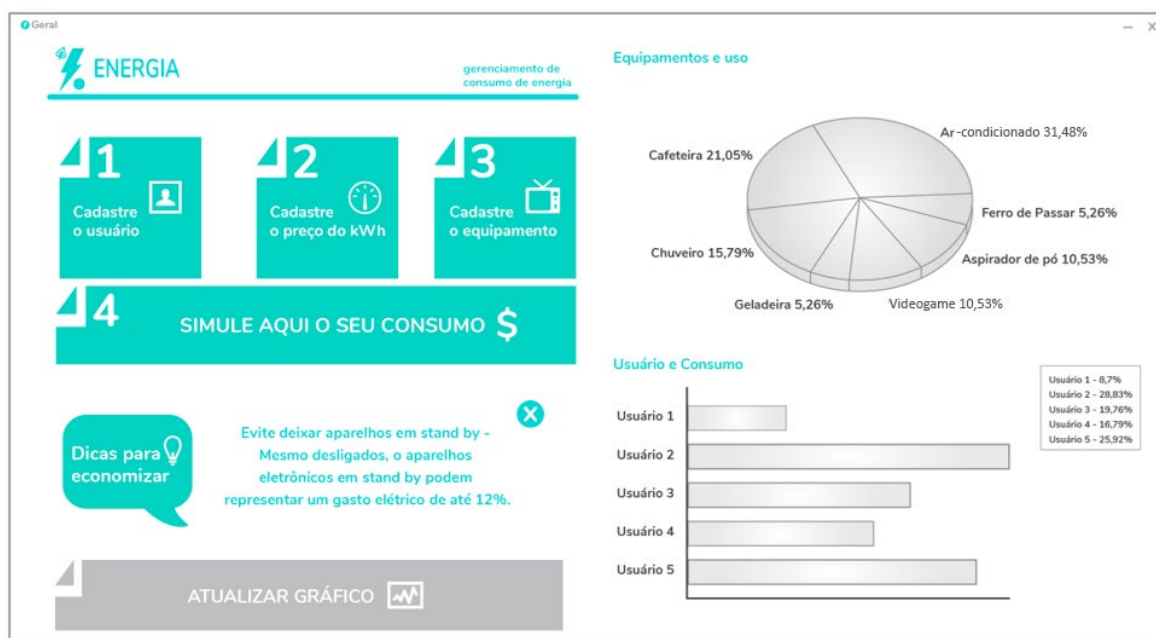 Geral
ENERGIA
gerenciamento de
consumo de energia
1
Cadastre
o usuário
2
Cadastre
o preço do kWh
3
Cadastre
o equipamento
4
SIMULE AQUI O SEU CONSUMO $
Dicas para
economizar
X
Evite deixar aparelhos em stand by -
Mesmo desligados, o aparelhos
eletrônicos em stand by podem
representar um gasto elétrico de até 12%.
ATUALIZAR GRÁFICO
Equipamentos e uso
Ar-condicionado 31,48%
Cafeteira 21,05%
Ferro de Passar 5,26%
Chuveiro 15,79%
Aspirador de pó 10,53%
Geladeira 5,26%
Videogame 10,53%
Usuário e Consumo
Usuário 1 - 8,7%
Usuário 2 - 28,83%
Usuário 3 - 19,76%
Usuário 4 - 16,79%
Usuário 5 - 25,92%
Usuário 1
Usuário 2
Usuário 3
Usuário 4
Usuário 5